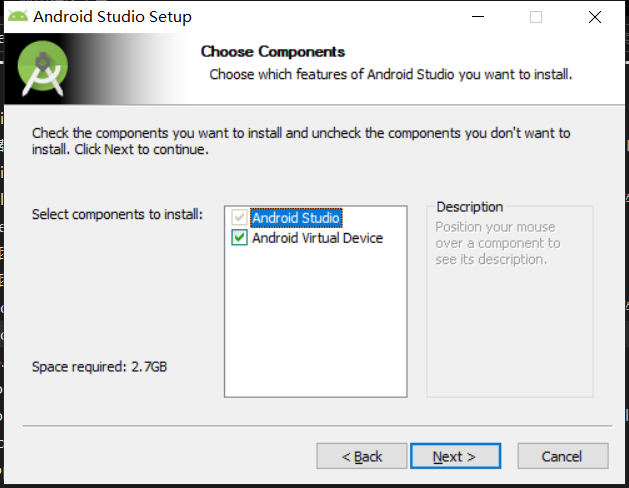 Android Studio Setup
Choose Components
Choose which features of Android Studio you want to install.
Check the components you want to install and uncheck the components you don't want to
install. Click Next to continue.
Select components to install:
Android Studio
Android Virtual Device
Description
Position your mouse
over a component to
see its description.
Space required: 2.7GB
< Back
Next >
Cancel